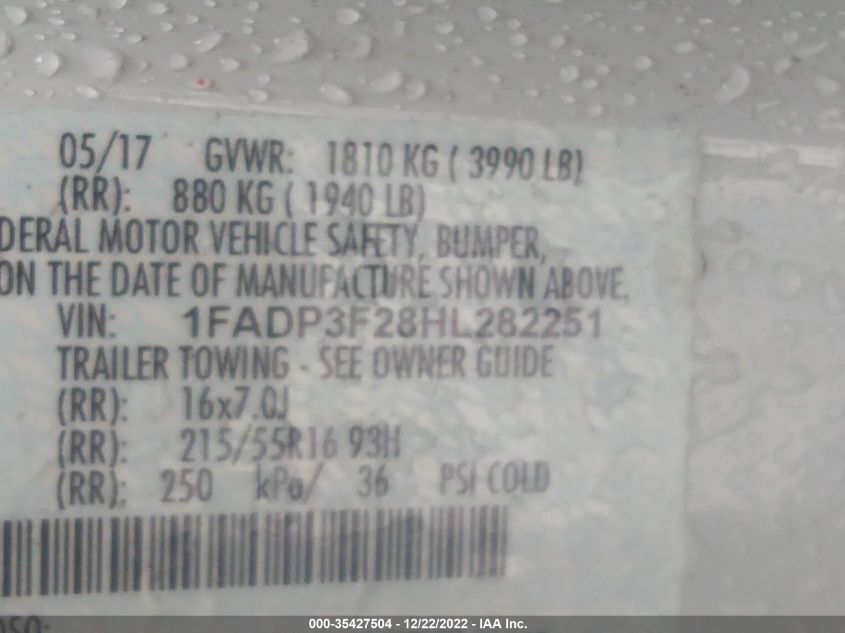 05/17 GVWR: 1810 KG ( 3990 LB)
(RR): 880 KG ( 1940 LB)
DERAL MOTOR VEHICLE SAFETY, BUMPER,
ON THE DATE OF MANUFACTURE SHOWN ABOVE.
VIN: 1FADP3F28HL282251
TRAILER TOWING - SEE OWNER GUIDE
(RR): 16x7.0J
(RR): 215/55R16 93H
(RR): 250 kPa/ 36 PSI COLD
000-35427504 - 12/22/2022 - IAA Inc.